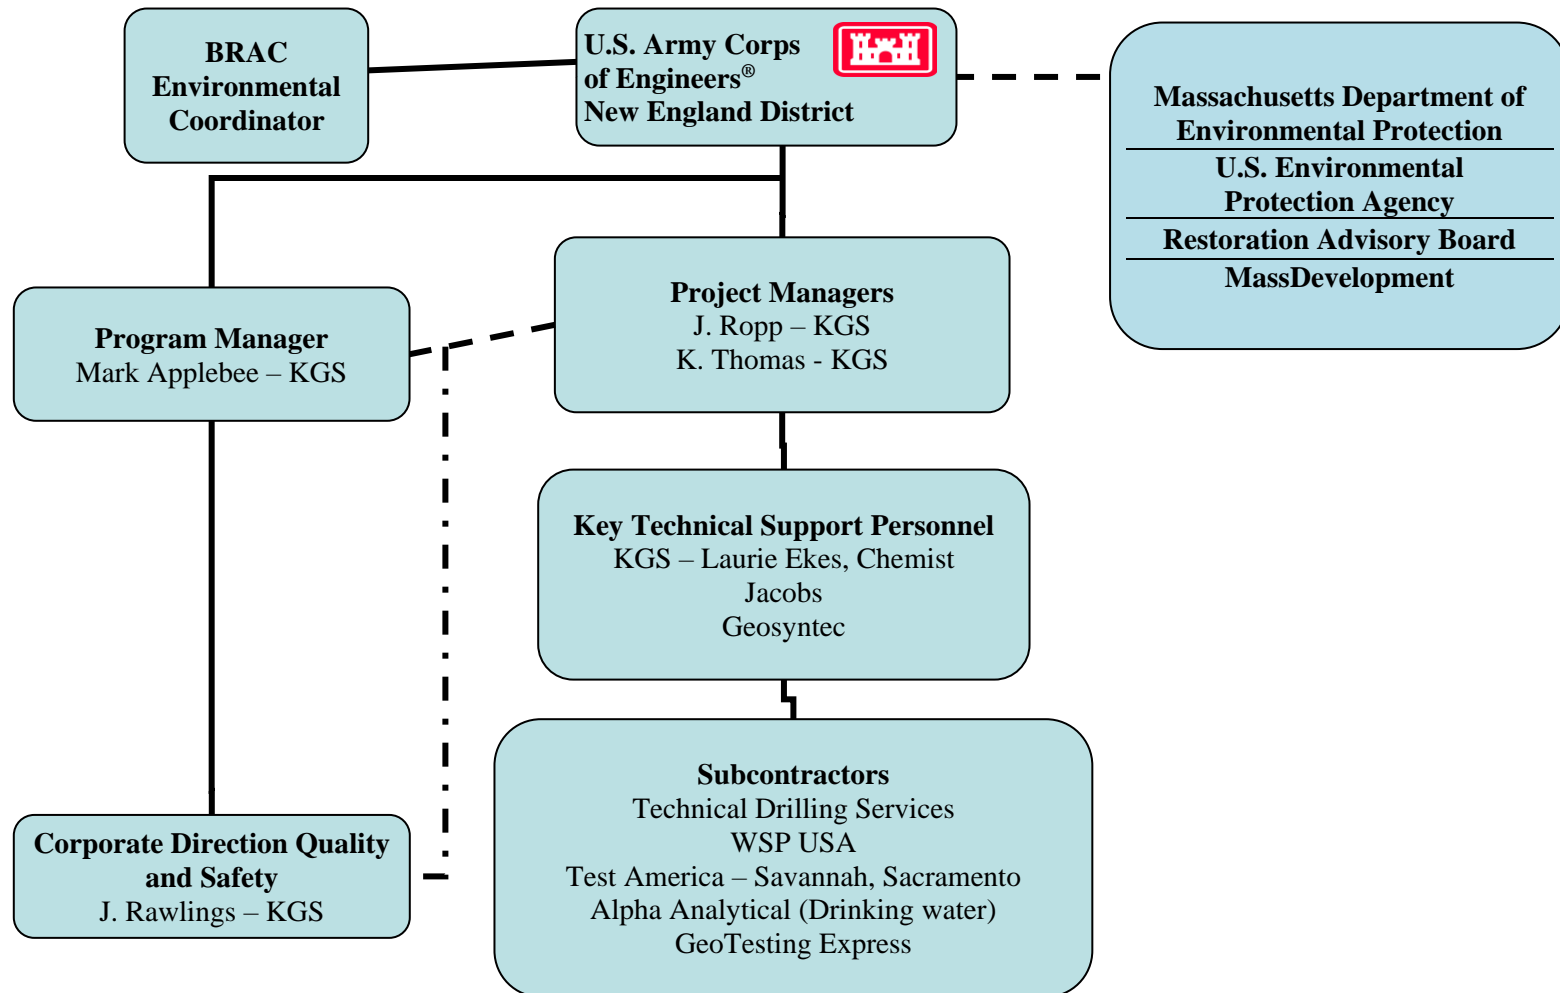 BRAC
Environmental
Coordinator
U.S. Army Corps
of Engineers®
New England District
Massachusetts Department of
Environmental Protection
U.S. Environmental
Protection Agency
Restoration Advisory Board
MassDevelopment
Program Manager
Mark Applebee – KGS
Project Managers
J. Ropp – KGS
K. Thomas - KGS
Key Technical Support Personnel
KGS – Laurie Ekes, Chemist
Jacobs
Geosyntec
Corporate Direction Quality
and Safety
J. Rawlings – KGS
Subcontractors
Technical Drilling Services
WSP USA
Test America – Savannah, Sacramento
Alpha Analytical (Drinking water)
GeoTesting Express